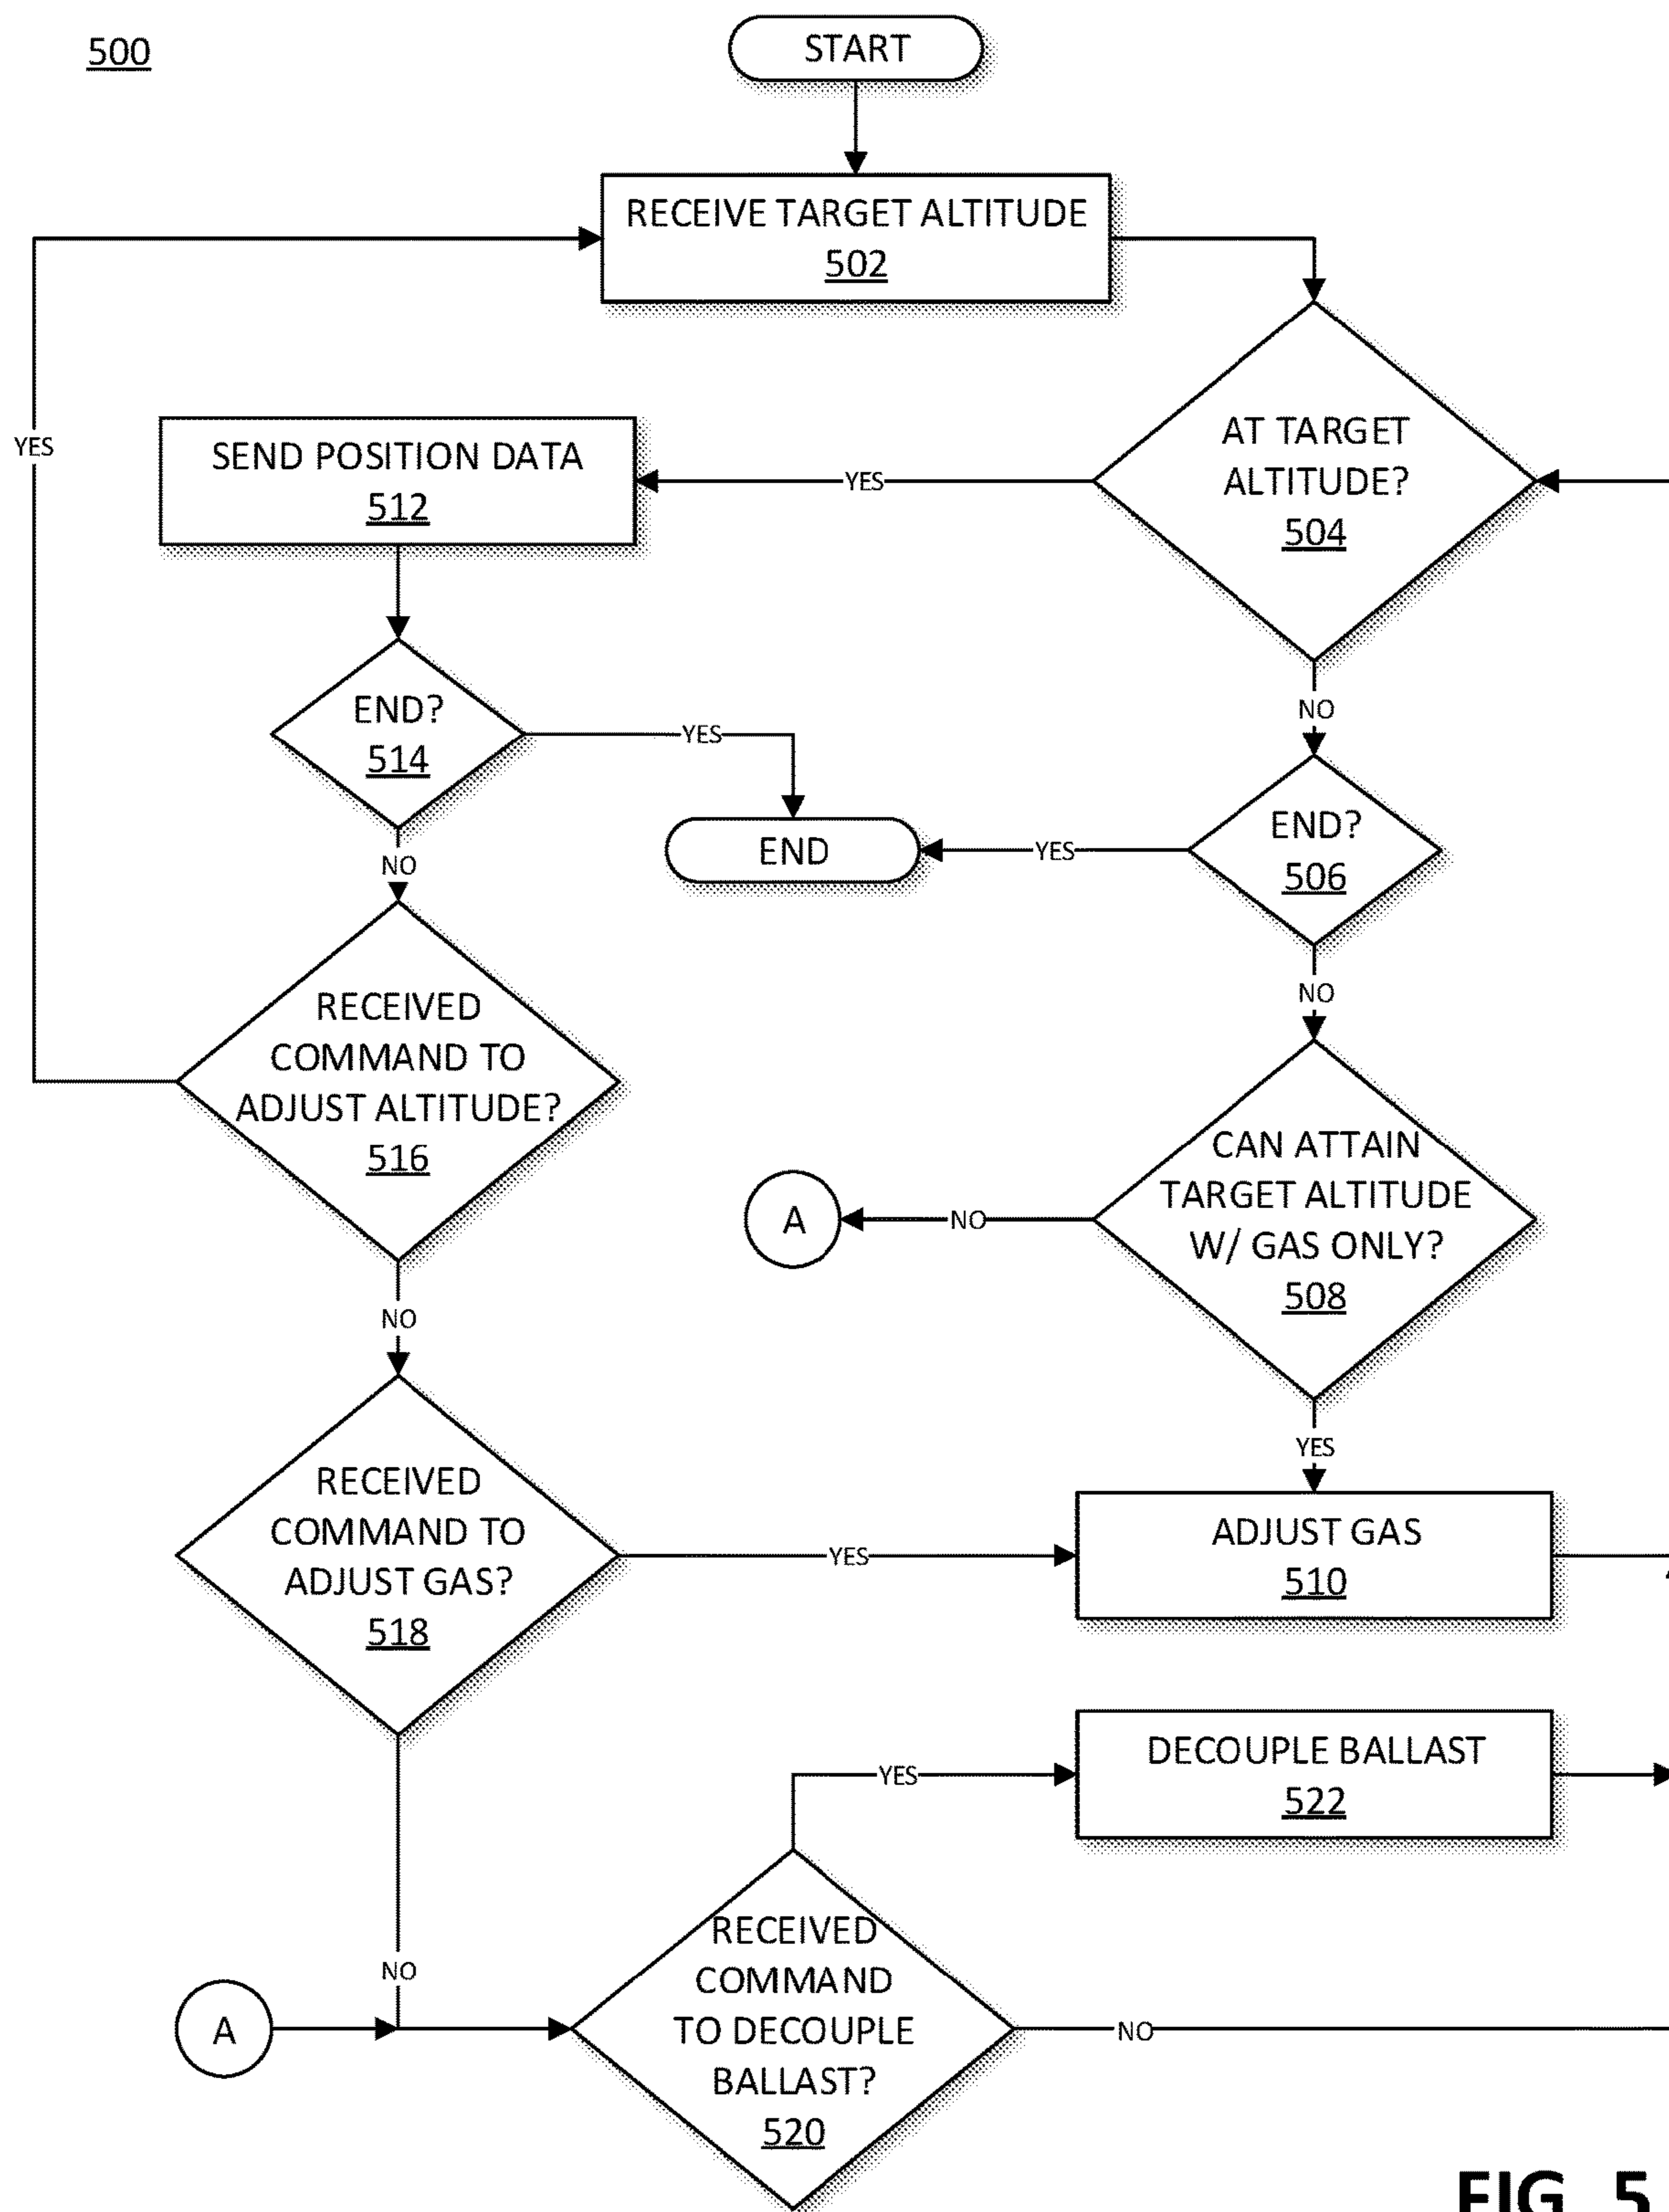 500
START
RECEIVE TARGET ALTITUDE
502
YES
SEND POSITION DATA
512
YES
AT TARGET
ALTITUDE?
504
NO
END?
514
YES
END
YES
END?
506
NO
NO
RECEIVED
COMMAND TO
ADJUST ALTITUDE?
516
NO
A
NO
CAN ATTAIN
TARGET ALTITUDE
W/ GAS ONLY?
508
YES
RECEIVED
COMMAND TO
ADJUST GAS?
518
YES
ADJUST GAS
510
NO
YES
DECOUPLE BALLAST
522
A
RECEIVED
COMMAND
TO DECOUPLE
BALLAST?
520
NO
FIG. 5